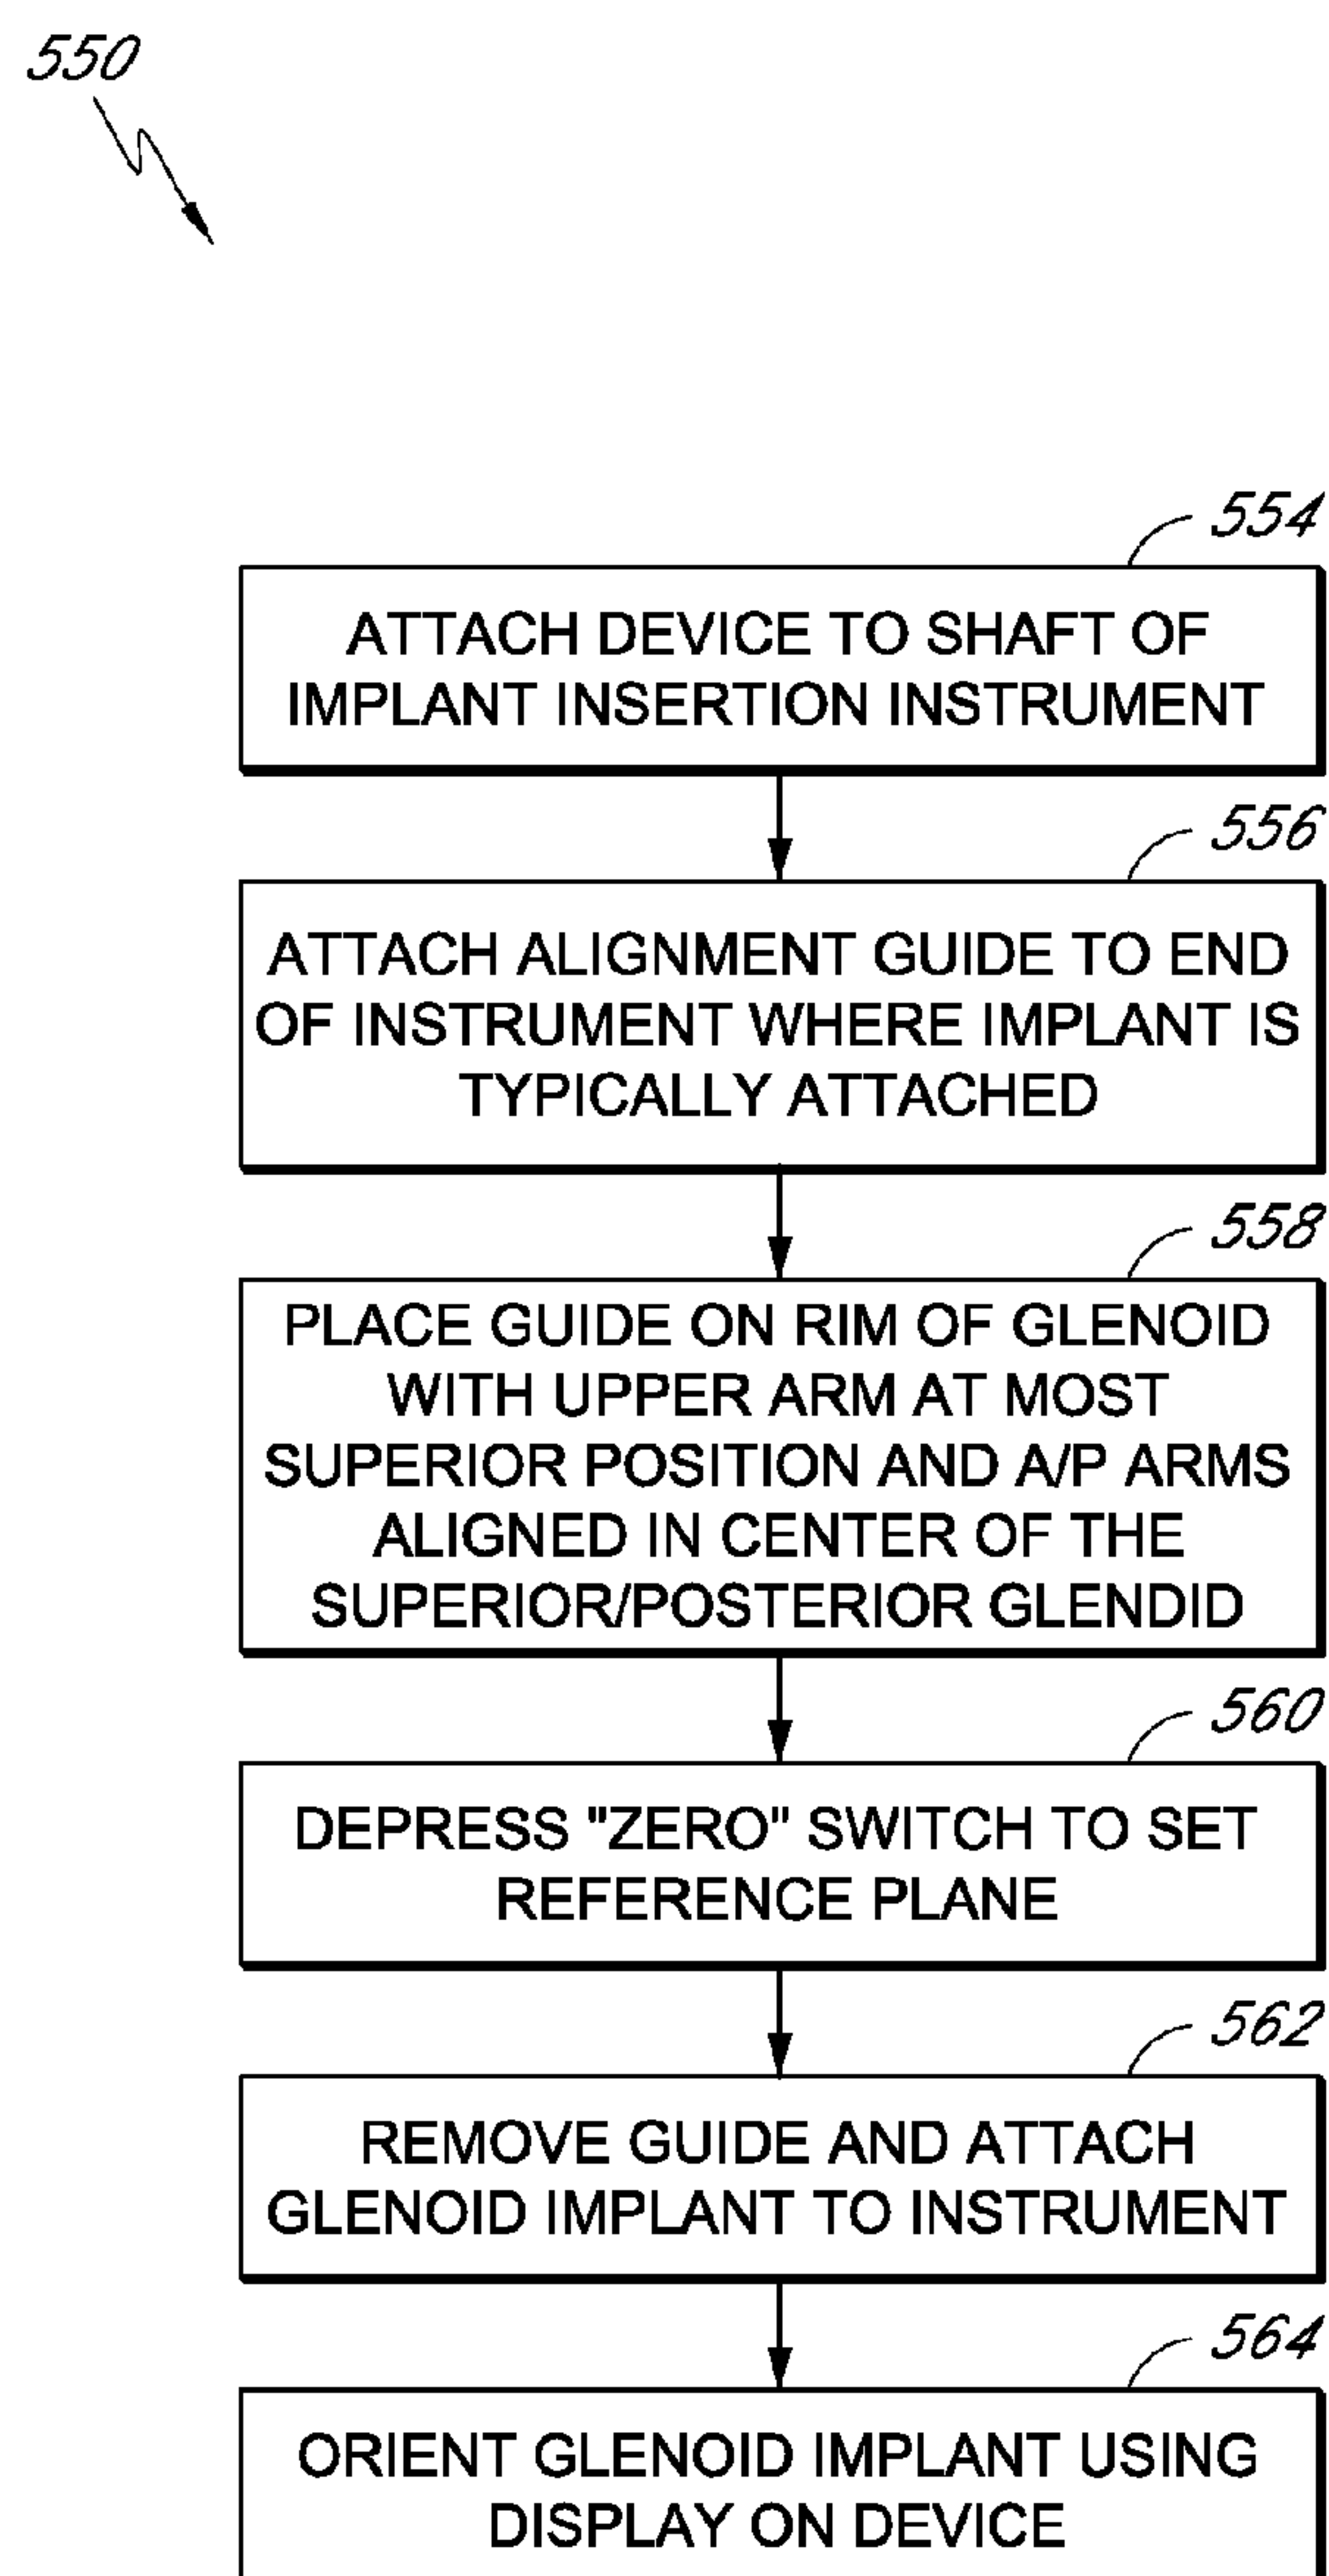 550
554
ATTACH DEVICE TO SHAFT OF
IMPLANT INSERTION INSTRUMENT
556
ATTACH ALIGNMENT GUIDE TO END
OF INSTRUMENT WHERE IMPLANT IS
TYPICALLY ATTACHED
558
PLACE GUIDE ON RIM OF GLENOID
WITH UPPER ARM AT MOST
SUPERIOR POSITION AND A/P ARMS
ALIGNED IN CENTER OF THE
SUPERIOR/POSTERIOR GLENDID
560
DEPRESS "ZERO" SWITCH TO SET
REFERENCE PLANE
562
REMOVE GUIDE AND ATTACH
GLENOID IMPLANT TO INSTRUMENT
564
ORIENT GLENOID IMPLANT USING
DISPLAY ON DEVICE